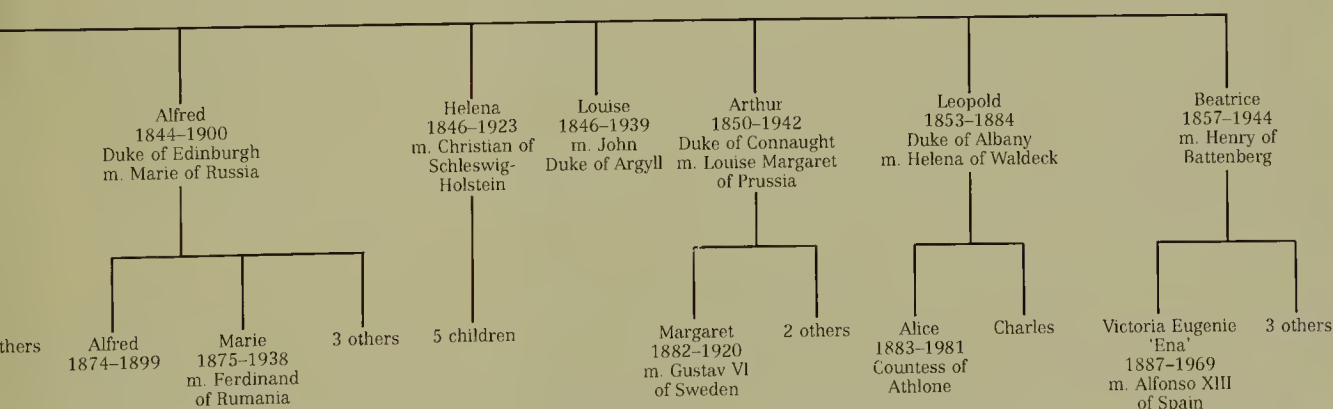 Alfred
1844–1900
Duke of Edinburgh
m. Marie of Russia
Helena
1846–1923
m. Christian of
Schleswig-
Holstein
Louise
1846–1939
m. John
Duke of Argyll
Arthur
1850–1942
Duke of Connaught
m. Louise Margaret
of Prussia
Leopold
1853–1884
Duke of Albany
m. Helena of Waldeck
Beatrice
1857–1944
m. Henry of
Battenberg
thers
Alfred
1874–1899
Marie
1875–1938
m. Ferdinand
of Rumania
3 others
5 children
Margaret
1882–1920
m. Gustav VI
of Sweden
2 others
Alice
1883–1981
Countess of
Athlone
Charles
Victoria Eugenie
'Ena'
1887–1969
m. Alfonso XIII
of Spain
3 others